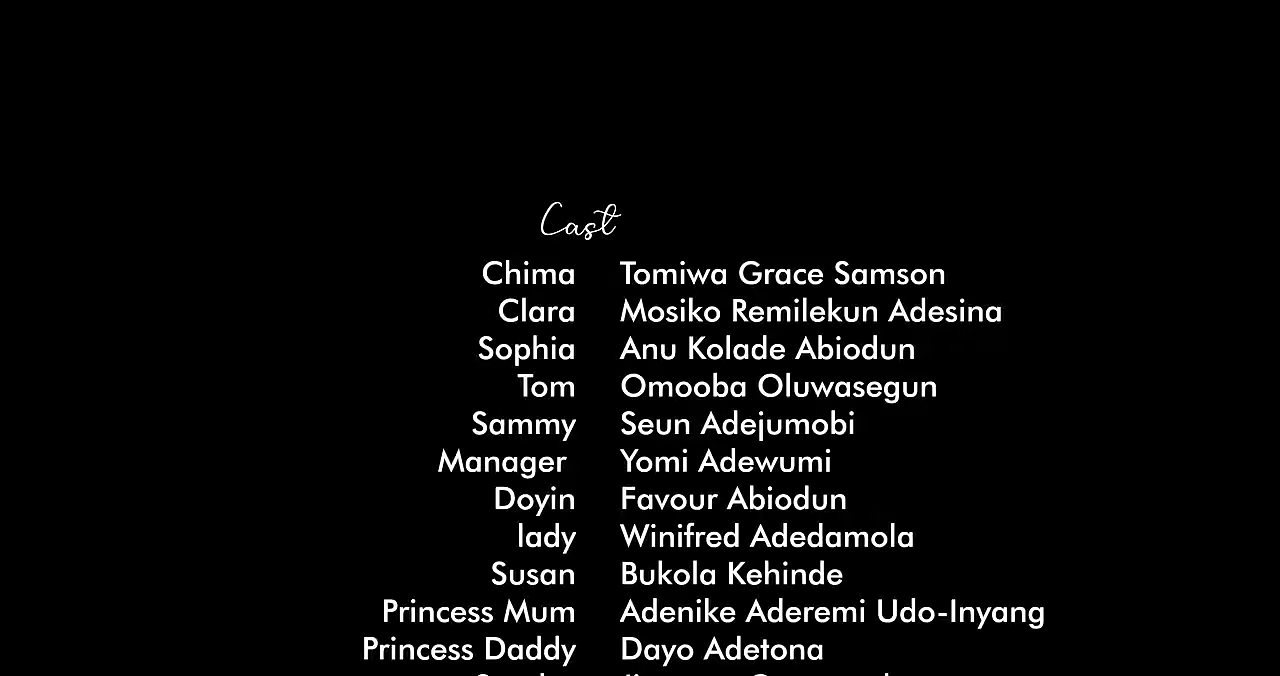 Cast
Chima Tomiwa Grace Samson
Clara Mosiko Remilekun Adesina
Sophia Anu Kolade Abiodun
Tom Omooba Oluwasegun
Sammy Seun Adejumobi
Manager Yomi Adewumi
Doyin Favour Abiodun
lady Winifred Adedamola
Susan Bukola Kehinde
Princess Mum Adenike Aderemi Udo-Inyang
Princess Daddy Dayo Adetona